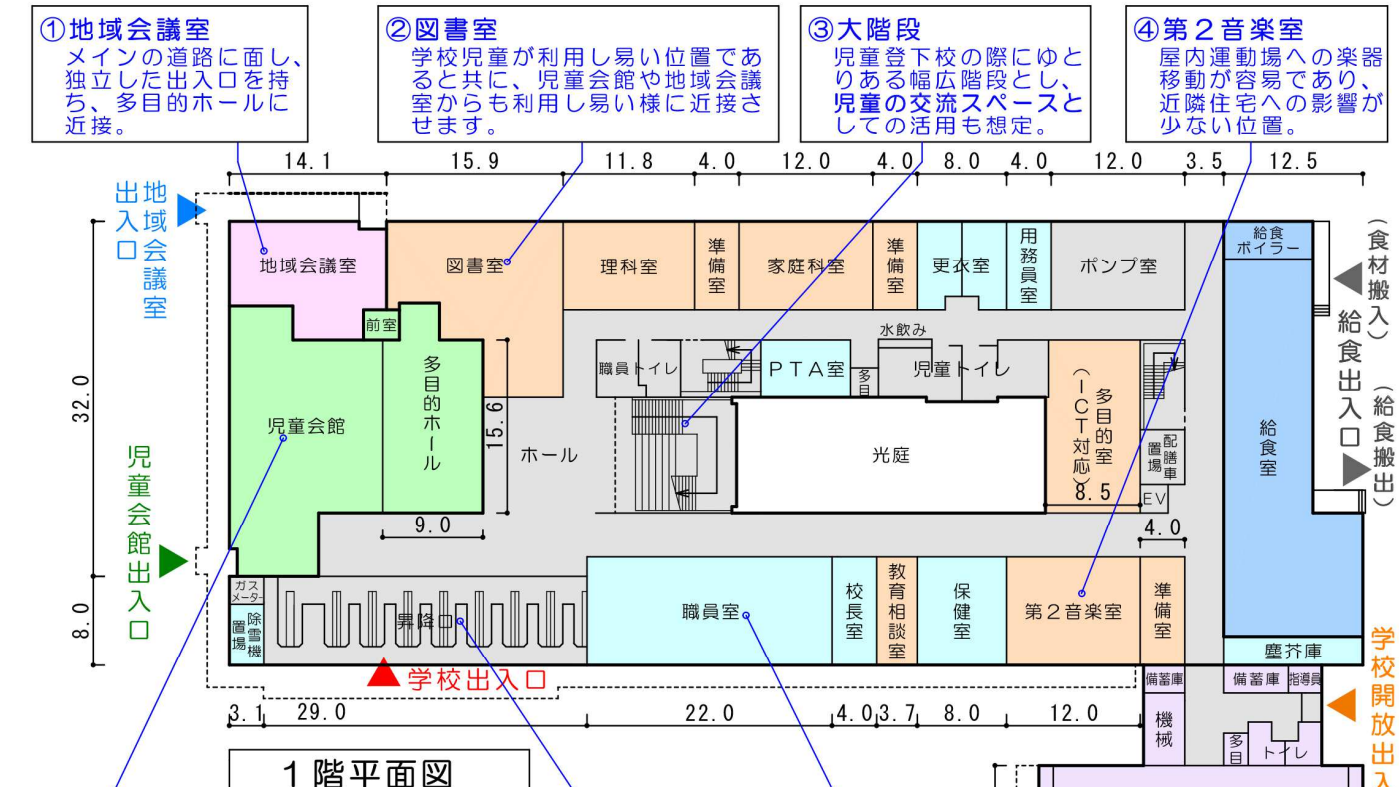 ①地域会議室
メインの道路に面し、
独立した出入口を持
ち、多目的ホールに
近接。
②図書室
学校児童が利用し易い位置であ
ると共に、児童会館や地域会議
室からも利用し易い様に近接さ
せます。
③大階段
児童登下校の際にゆと
りある幅広階段とし、
児童の交流スペースと
しての活用も想定。
④第２音楽室
屋内運動場への楽器
移動が容易であり、
近隣住宅への影響が
少ない位置。
14.1
15.9
11.8
4.0
12.0
4.0
8.0
4.0
12.0
3.5
12.5
地域会議室
出入口
地域会議室
図書室
理科室
準備室
家庭科室
準備室
更衣室
用務員室
ポンプ室
給食
ボイラー
（食材搬入）
給食出入口
（給食搬出）
前室
多目的ホール
職員トイレ
ＰＴＡ室
多目
水飲み
児童トイレ
多目的室
（ＩＣＴ対応）
8.5
配膳車
置場
EV
4.0
給食室
32.0
児童会館
15.6
ホール
光庭
9.0
児童会館出入口
8.0
ガス
メーター
除雪機
置場
昇降口
職員室
校長室
教育相談室
保健室
第２音楽室
準備室
塵芥庫
学校出入口
備蓄庫
備蓄庫
指導員
機械
多目
トイレ
学校開放出入
3.1
29.0
22.0
4.0
3.7
8.0
12.0
１階平面図